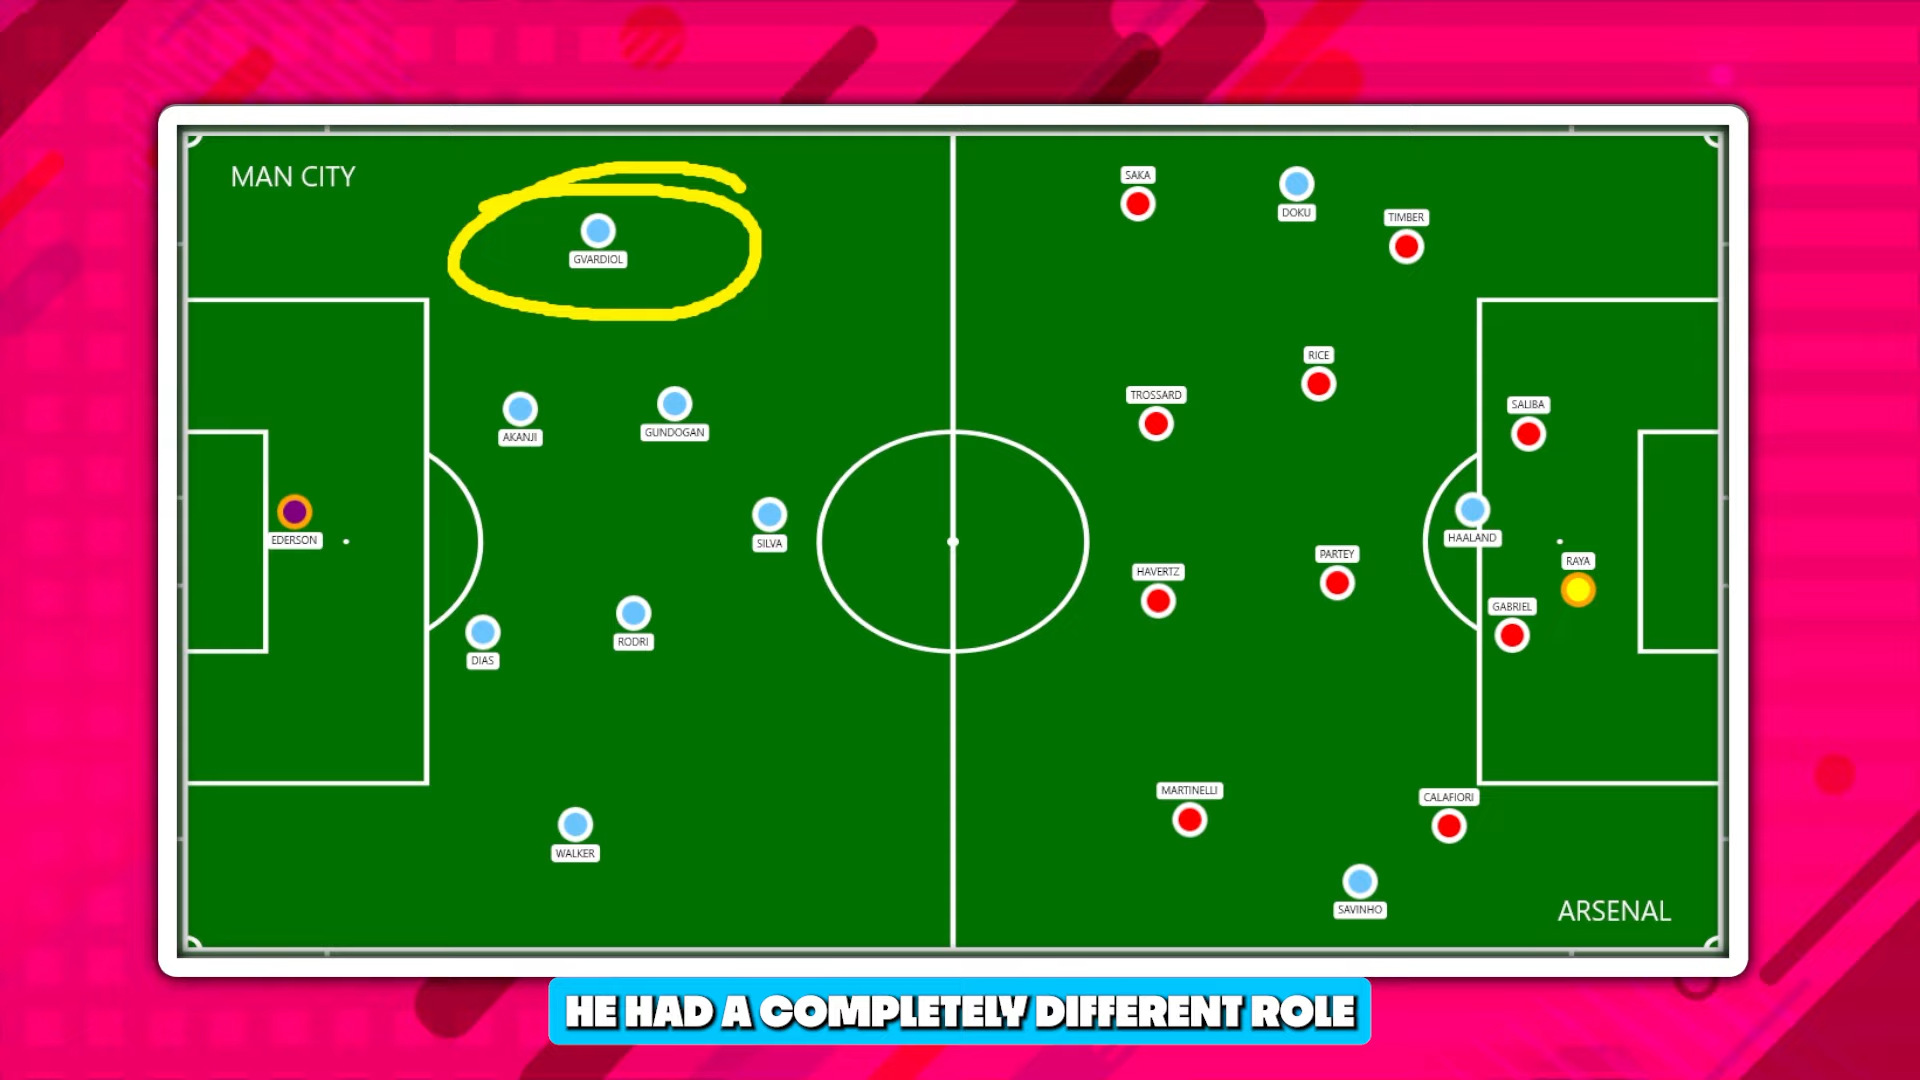 MAN CITY
SAKA
DOKU
TIMBER
GVARDIOL
RICE
TROSSARD
SALIBA
AKANJI
GUNDOGAN
EDERSON
SILVA
HAALAND
PARTEY
RAYA
HAVERTZ
GABRIEL
RODRI
DIAS
MARTINELLI
CALAFIORI
WALKER
SAVINHO
ARSENAL
HE HAD A COMPLETELY DIFFERENT ROLE